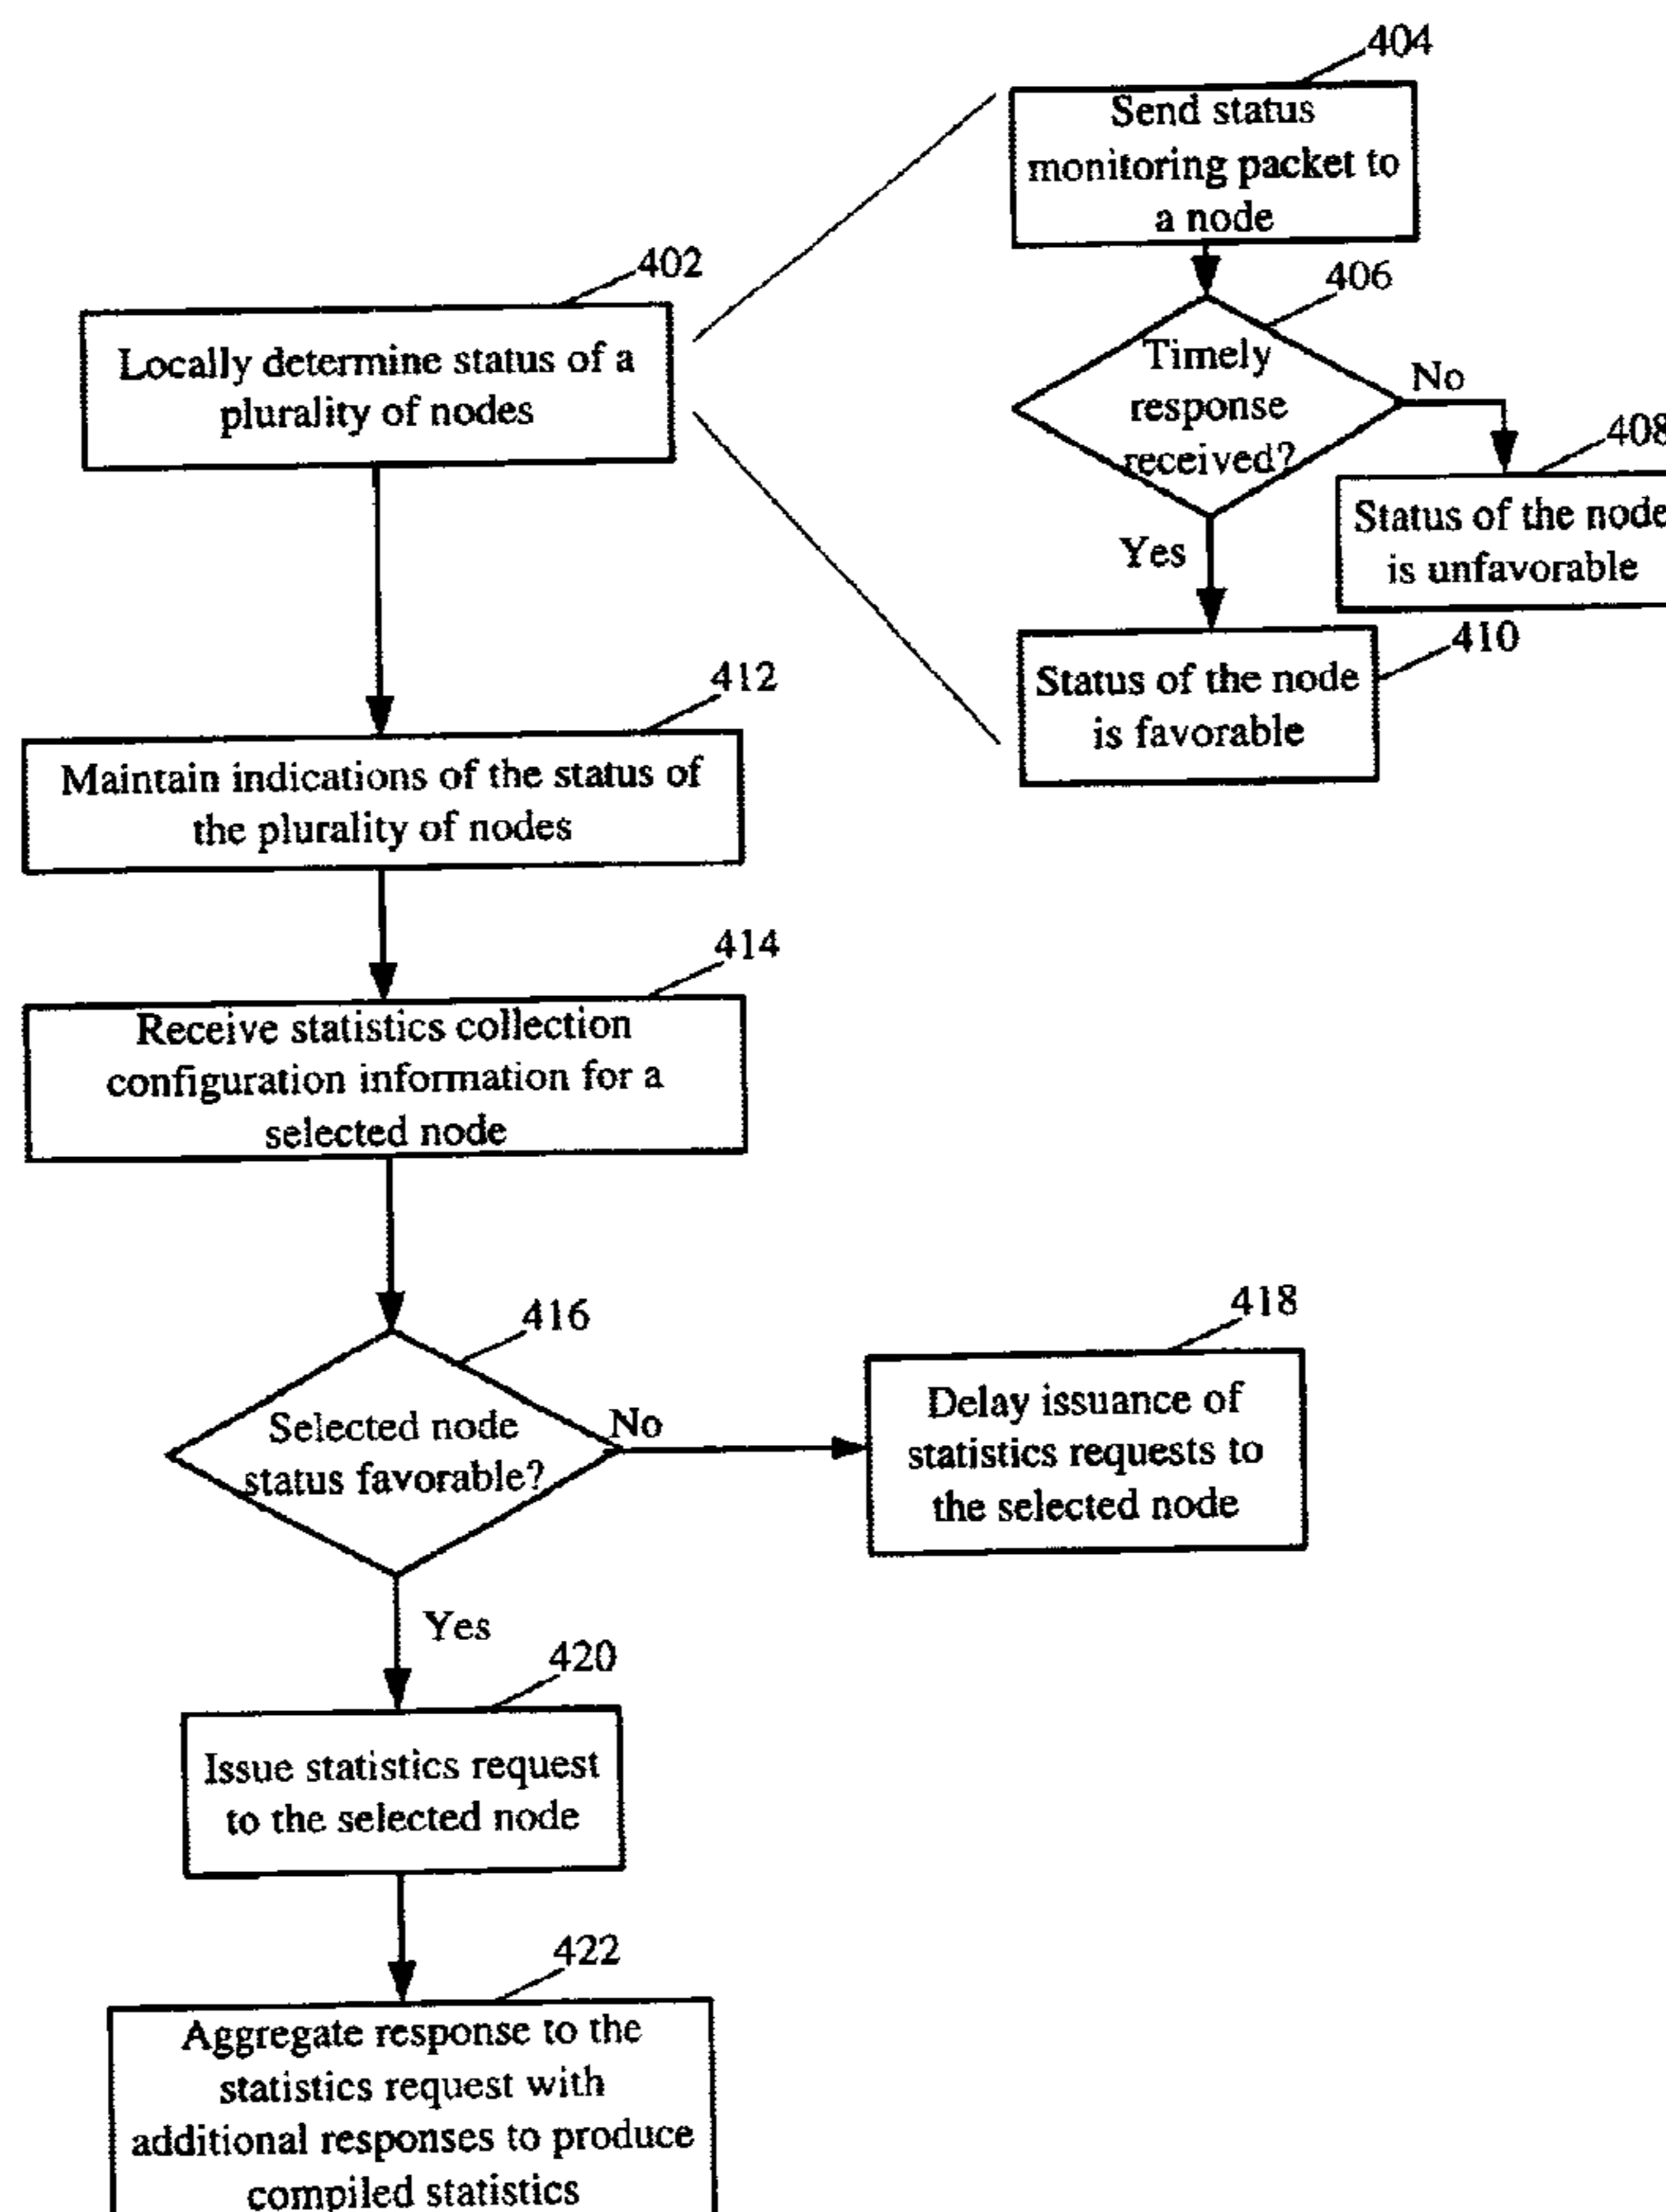 404
Send status
monitoring packet to
a node
402
Locally determine status of a
plurality of nodes
406
Timely
response
received?
No
408
Status of the node
is unfavorable
Yes
410
Status of the node
is favorable
412
Maintain indications of the status of
the plurality of nodes
414
Receive statistics collection
configuration information for a
selected node
416
Selected node
status favorable?
No
418
Delay issuance of
statistics requests to
the selected node
Yes
420
Issue statistics request
to the selected node
422
Aggregate response to the
statistics request with
additional responses to produce
compiled statistics